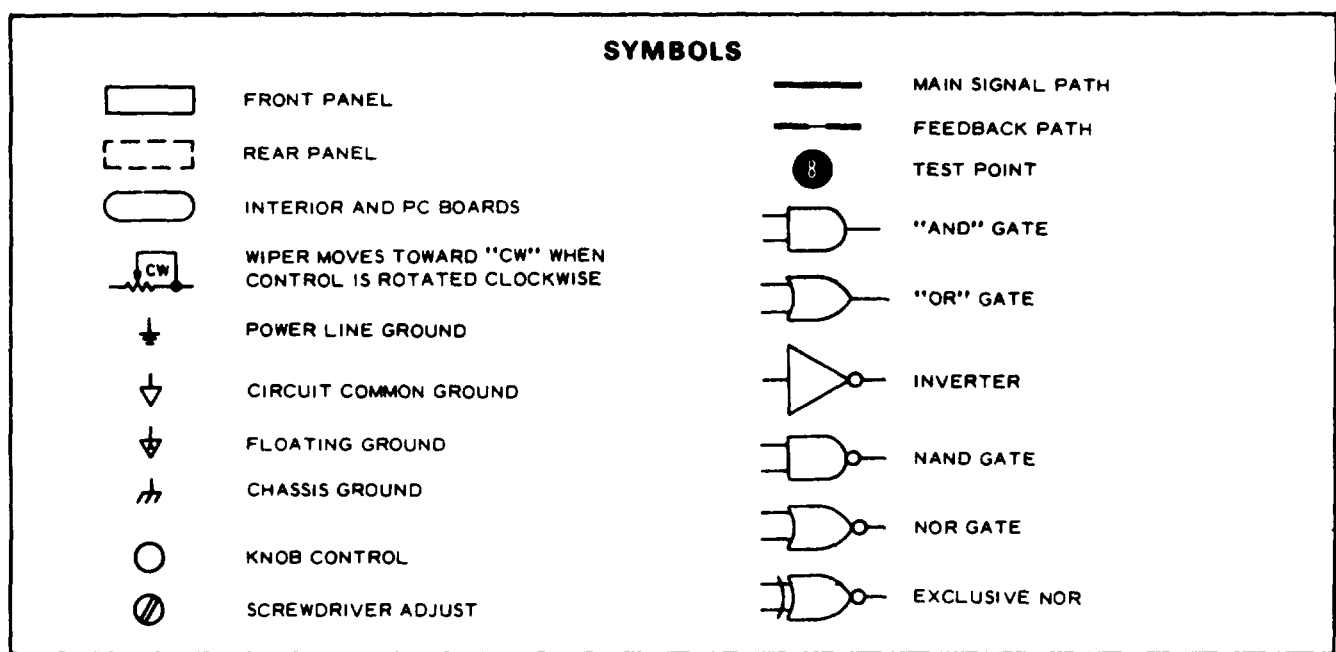 SYMBOLS
FRONT PANEL
REAR PANEL
INTERIOR AND PC BOARDS
CW
WIPER MOVES TOWARD "CW" WHEN
CONTROL IS ROTATED CLOCKWISE
POWER LINE GROUND
CIRCUIT COMMON GROUND
FLOATING GROUND
CHASSIS GROUND
KNOB CONTROL
SCREWDRIVER ADJUST
MAIN SIGNAL PATH
FEEDBACK PATH
8
TEST POINT
"AND" GATE
"OR" GATE
INVERTER
NAND GATE
NOR GATE
EXCLUSIVE NOR